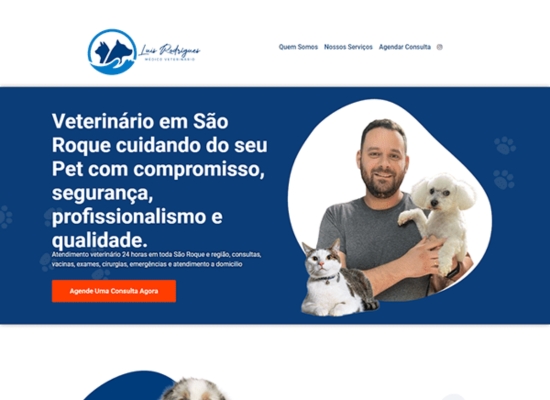 Luis Rodrigues
MÉDICO VETERINÁRIO
Quem Somos Nossos Serviços Agendar Consulta
Veterinário em São
Roque cuidando do seu
Pet com compromisso,
segurança,
profissionalismo e
qualidade.
Atendimento veterinário 24 horas em toda São Roque e região, consultas,
vacinas, exames, cirurgias, emergências e atendimento a domicílio
Agende Uma Consulta Agora